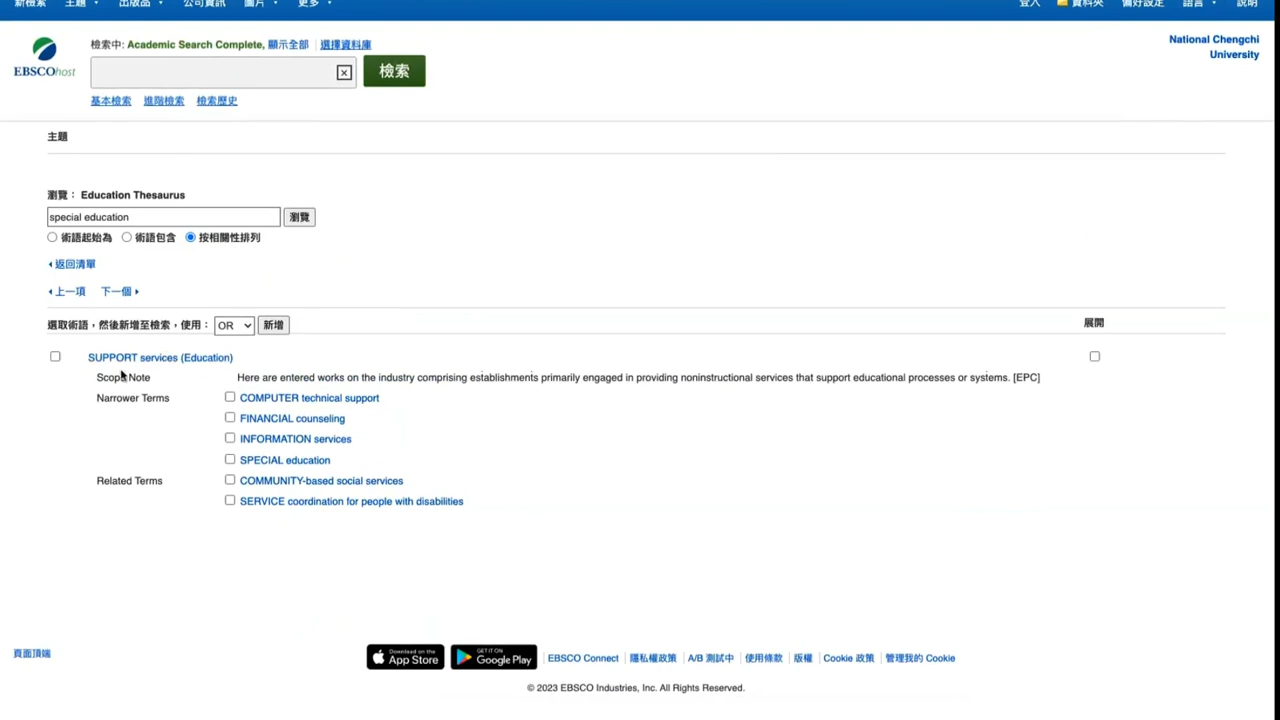 新檢索 主題 出版品 公司資訊 圖片 更多 登入 資料夾 偏好設定 語言 說明
檢索中: Academic Search Complete, 顯示全部 選擇資料庫
National Chengchi University
EBSCOhost
檢索
基本檢索 進階檢索 檢索歷史
主題
瀏覽： Education Thesaurus
special education 瀏覽
術語起始為 術語包含 按相關性排列
返回清單
上一項 下一個
選取術語，然後新增至檢索，使用： OR 新增 展開
SUPPORT services (Education)
Scope Note Here are entered works on the industry comprising establishments primarily engaged in providing noninstructional services that support educational processes or systems. [EPC]
Narrower Terms COMPUTER technical support
FINANCIAL counseling
INFORMATION services
SPECIAL education
Related Terms COMMUNITY-based social services
SERVICE coordination for people with disabilities
頁面頂端
Download on the App Store GET IT ON Google Play EBSCO Connect 隱私權政策 A/B 測試中 使用條款 版權 Cookie 政策 管理我的 Cookie
© 2023 EBSCO Industries, Inc. All Rights Reserved.